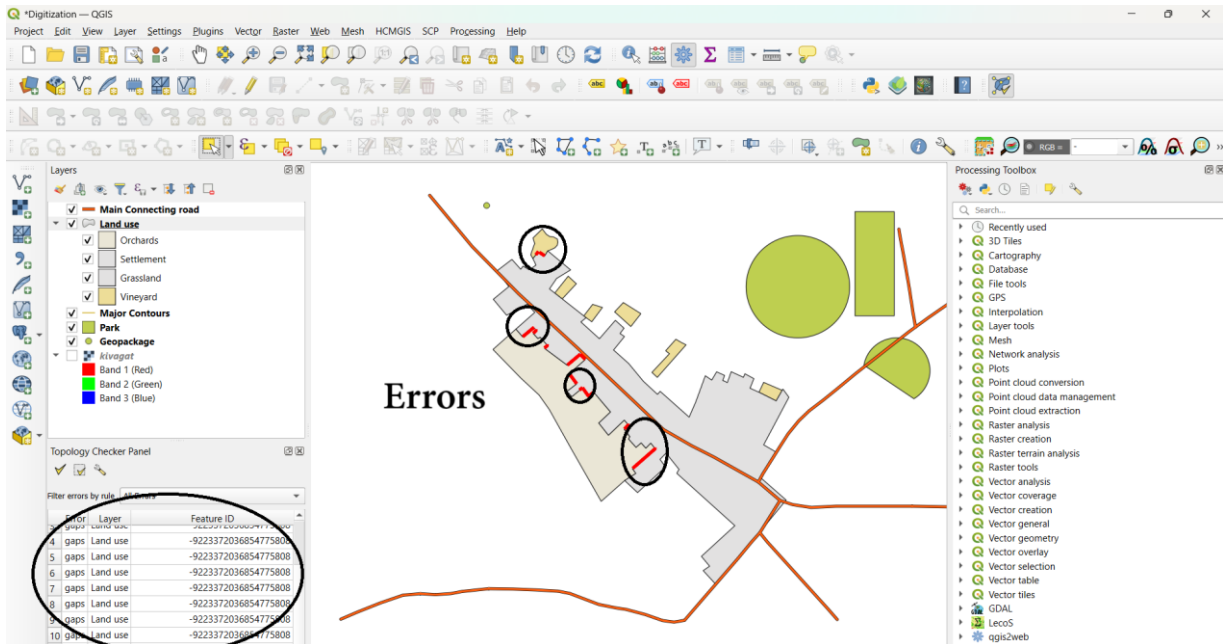 *Digitization — QGIS
Project Edit View Layer Settings Plugins Vector Raster Web Mesh HCMGIS SCP Processing Help
Layers
Main Connecting road
Land use
Orchards
Settlement
Grassland
Vineyard
Major Contours
Park
Geopackage
kivagat
Band 1 (Red)
Band 2 (Green)
Band 3 (Blue)
Topology Checker Panel
Filter errors by rule All Errors
Error Layer Feature ID
3 gaps Land use -9223372036854775808
4 gaps Land use -9223372036854775808
5 gaps Land use -9223372036854775808
6 gaps Land use -9223372036854775808
7 gaps Land use -9223372036854775808
8 gaps Land use -9223372036854775808
9 gaps Land use -9223372036854775808
10 gaps Land use -9223372036854775808
Errors
RGB =
Processing Toolbox
Search...
Recently used
3D Tiles
Cartography
Database
File tools
GPS
Interpolation
Layer tools
Mesh
Network analysis
Plots
Point cloud conversion
Point cloud data management
Point cloud extraction
Raster analysis
Raster creation
Raster terrain analysis
Raster tools
Vector analysis
Vector coverage
Vector creation
Vector general
Vector geometry
Vector overlay
Vector selection
Vector table
Vector tiles
GDAL
LecoS
qgis2web